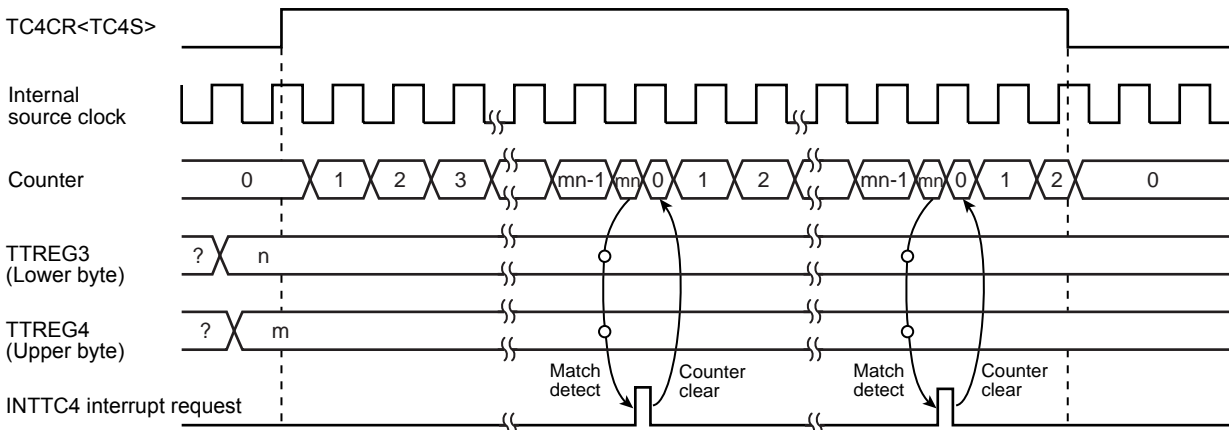 TC4CR<TC4S>
Internal
source clock
Counter
0 1 2 3 mn-1 mn 0 1 2 mn-1 mn 0 1 2 0
TTREG3
(Lower byte)
? n
TTREG4
(Upper byte)
? m
Match
detect
Counter
clear
Match
detect
Counter
clear
INTTC4 interrupt request